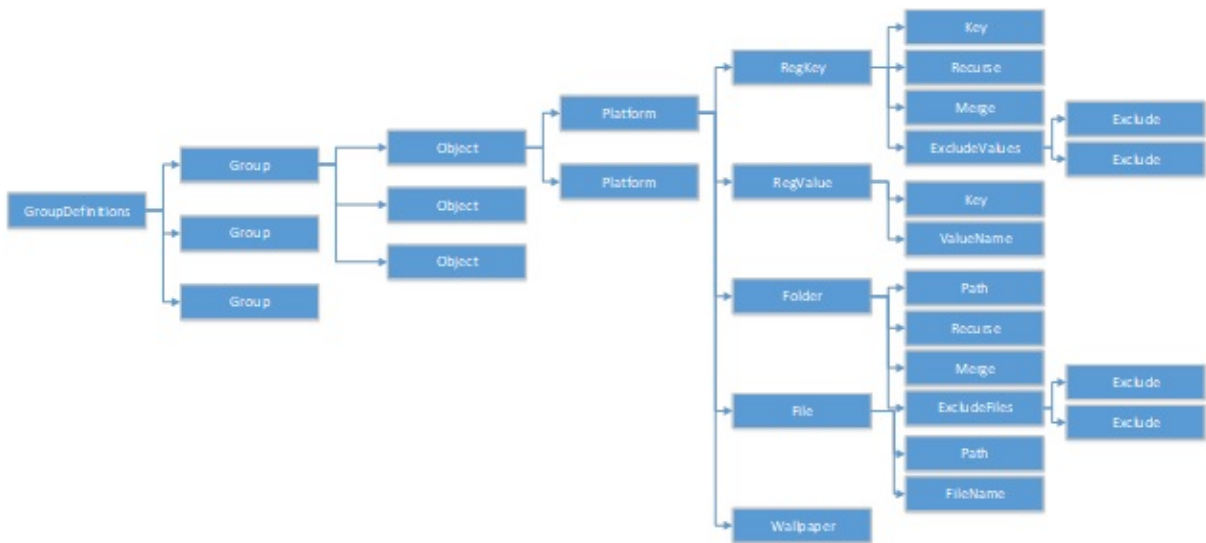 GroupDefinitions
Group
Group
Group
Object
Object
Object
Platform
Platform
RegKey
RegValue
Folder
File
Wallpaper
Key
Recurse
Merge
ExcludeValues
Key
ValueName
Path
Recurse
Merge
ExcludeFiles
Path
FileName
Exclude
Exclude
Exclude
Exclude